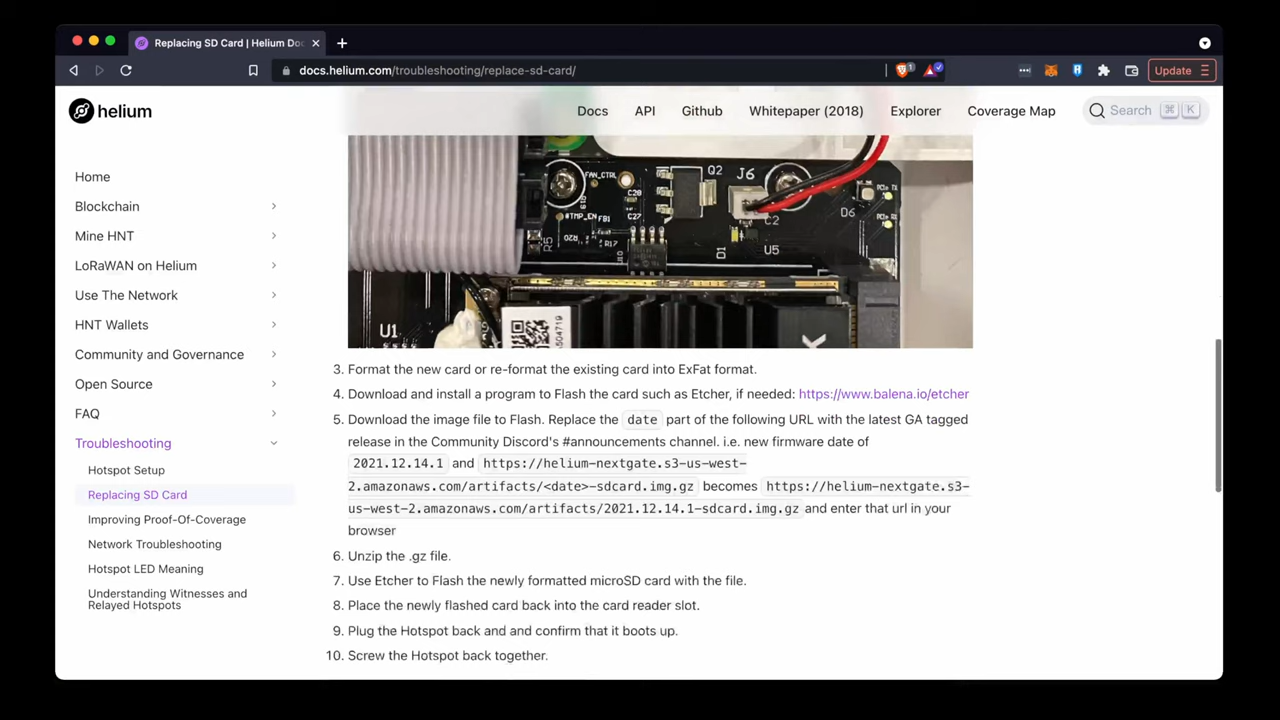 Replacing SD Card | Helium Doc
docs.helium.com/troubleshooting/replace-sd-card/
1
Update
helium
Docs
API
Github
Whitepaper (2018)
Explorer
Coverage Map
Search ⌘ K
Home
Blockchain
Mine HNT
LoRaWAN on Helium
Use The Network
HNT Wallets
Community and Governance
Open Source
FAQ
Troubleshooting
Hotspot Setup
Replacing SD Card
Improving Proof-Of-Coverage
Network Troubleshooting
Hotspot LED Meaning
Understanding Witnesses and
Relayed Hotspots
FAN_CTRL
Q2
J6
C28
C27
FB1
R17
R5
C2
D6
D1
U5
U1
3. Format the new card or re-format the existing card into ExFat format.
4. Download and install a program to Flash the card such as Etcher, if needed: https://www.balena.io/etcher
5. Download the image file to Flash. Replace the date part of the following URL with the latest GA tagged
release in the Community Discord's #announcements channel. i.e. new firmware date of
2021.12.14.1 and https://helium-nextgate.s3-us-west-
2.amazonaws.com/artifacts/<date>-sdcard.img.gz becomes https://helium-nextgate.s3-
us-west-2.amazonaws.com/artifacts/2021.12.14.1-sdcard.img.gz and enter that url in your
browser
6. Unzip the .gz file.
7. Use Etcher to Flash the newly formatted microSD card with the file.
8. Place the newly flashed card back into the card reader slot.
9. Plug the Hotspot back and and confirm that it boots up.
10. Screw the Hotspot back together.